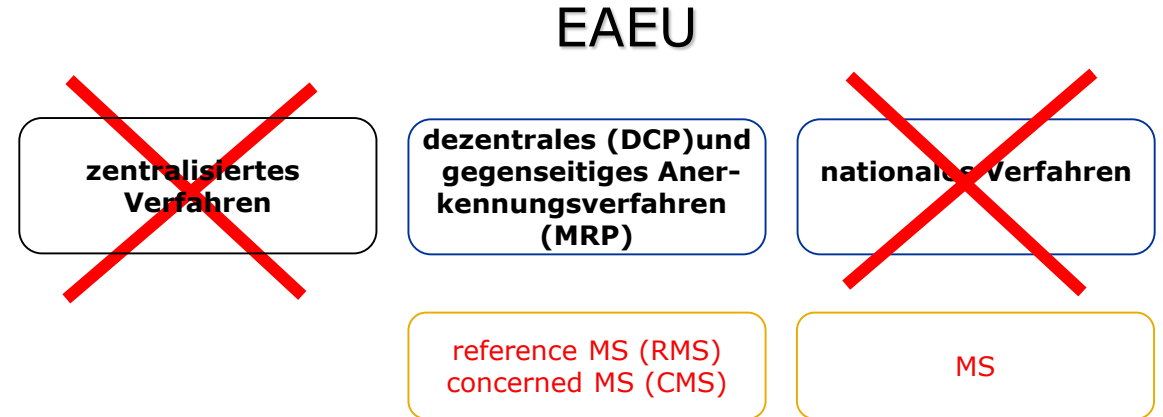 EAEU
zentralisiertes
Verfahren
dezentrales (DCP)und
gegenseitiges Aner-
kennungsverfahren
(MRP)
nationales Verfahren
reference MS (RMS)
concerned MS (CMS)
MS